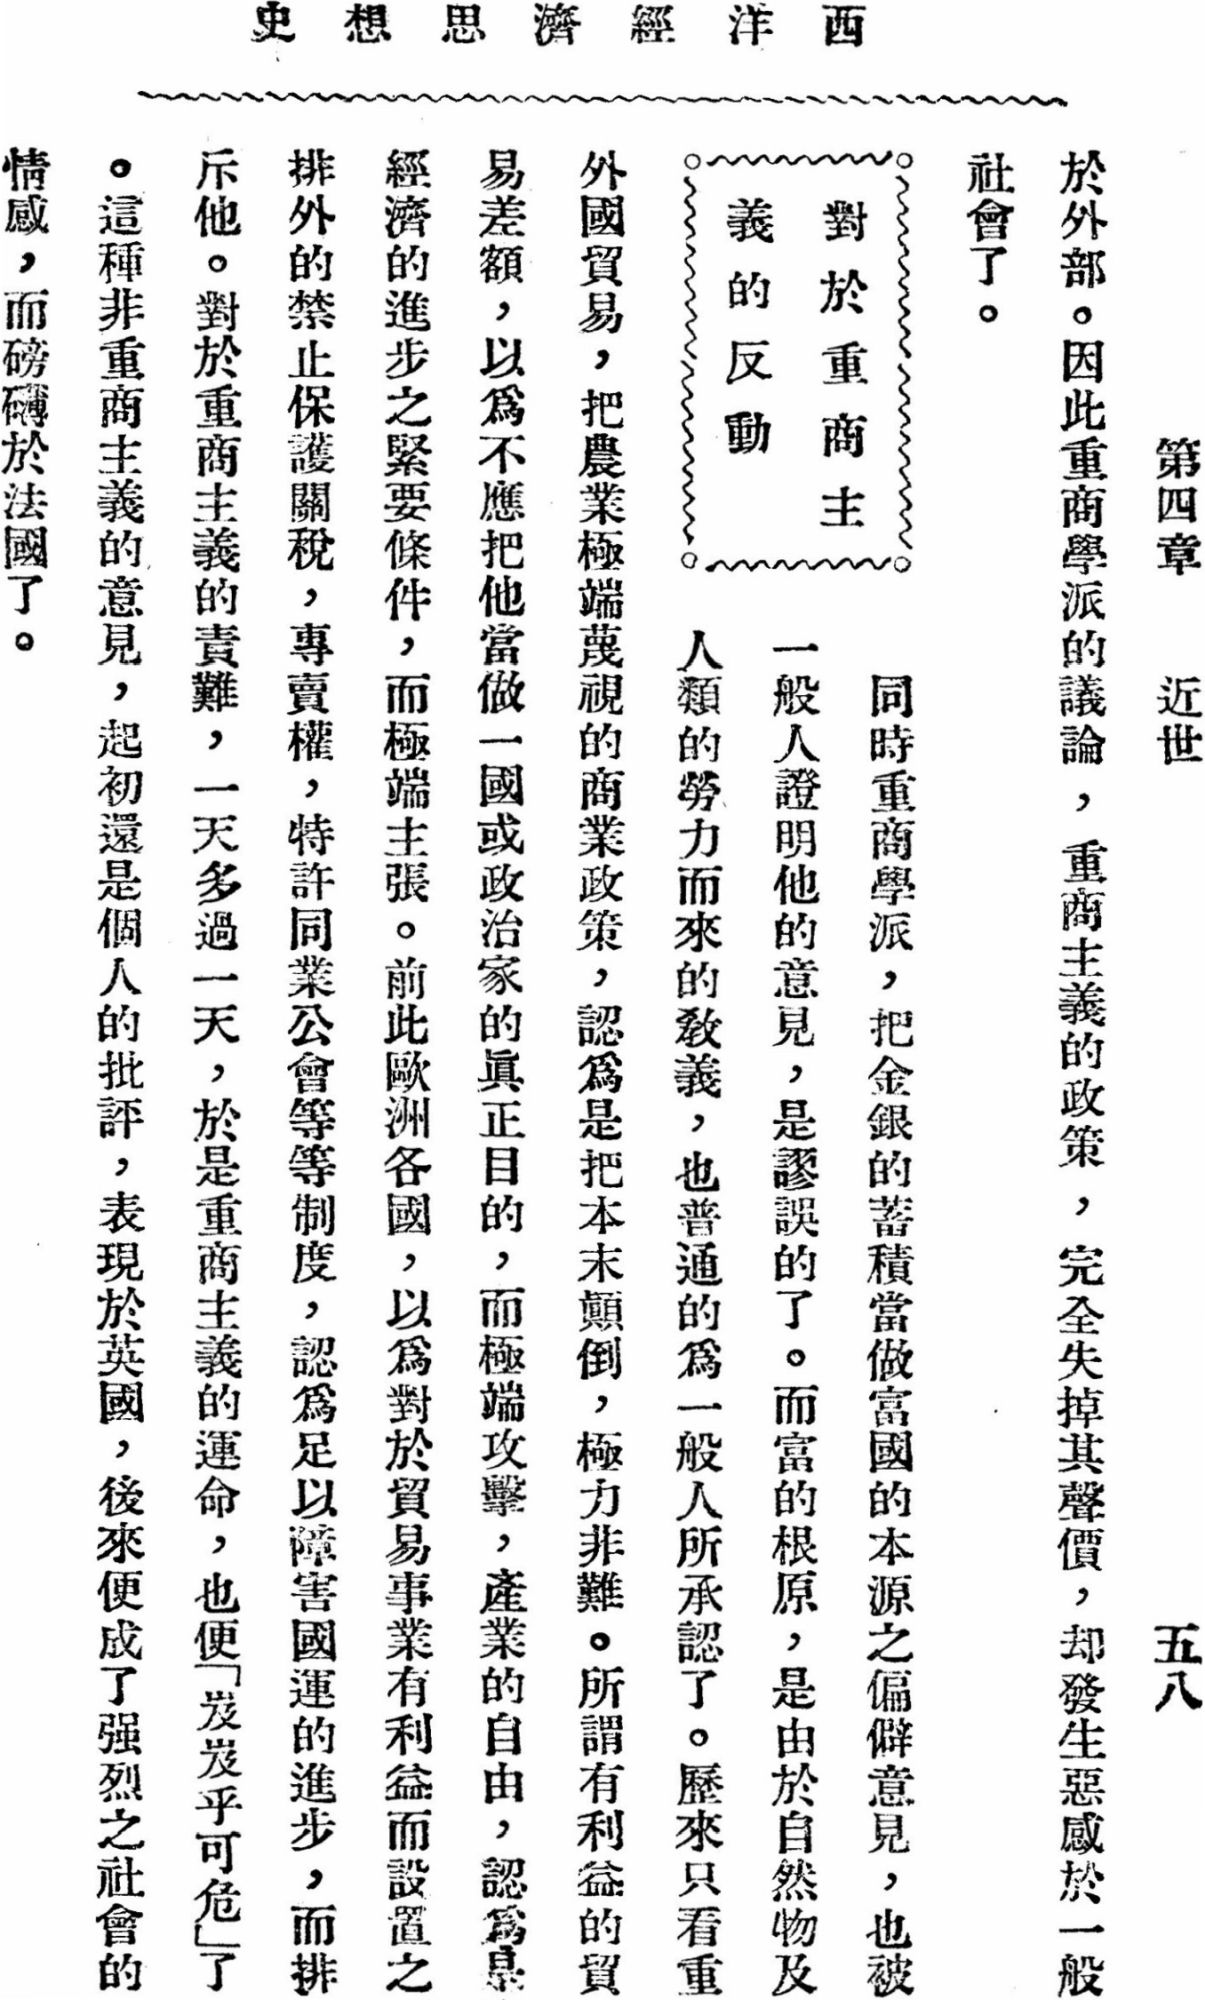 西洋經濟思想史
第四章 近世 五八
於外部。因此重商學派的議論，重商主義的政策，完全失掉其聲價，却發生惡感於一般
社會了。
對於重商主
義的反動
同時重商學派，把金銀的蓄積當做富國的本源之偏僻意見，也被
一般人證明他的意見，是謬誤的了。而富的根原，是由於自然物及
人類的勞力而來的敎義，也普通的爲一般人所承認了。歷來只看重
外國貿易，把農業極端蔑視的商業政策，認爲是把本末顚倒，極力非難。所謂有利益的貿
易差額，以爲不應把他當做一國或政治家的眞正目的，而極端攻擊，產業的自由，認爲是
經濟的進步之緊要條件，而極端主張。前此歐洲各國，以爲對於貿易事業有利益而設置之
排外的禁止保護關稅，專賣權，特許同業公會等等制度，認爲足以障害國運的進步，而排
斥他。對於重商主義的責難，一天多過一天，於是重商主義的運命，也便「岌岌乎可危」了
。這種非重商主義的意見，起初還是個人的批評，表現於英國，後來便成了强烈之社會的
情感，而磅礴於法國了。